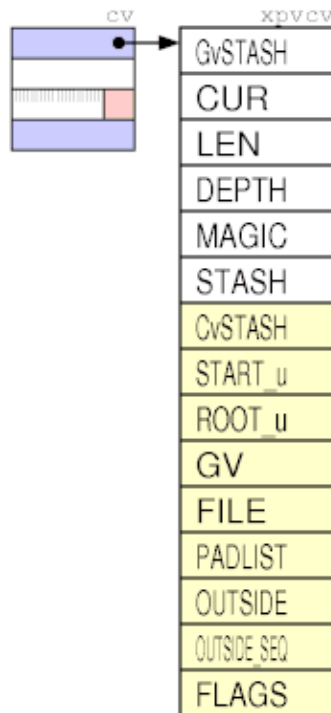 cv xpvcv
GvSTASH
CUR
LEN
DEPTH
MAGIC
STASH
CvSTASH
START_u
ROOT_u
GV
FILE
PADLIST
OUTSIDE
OUTSIDE_SEQ
FLAGS